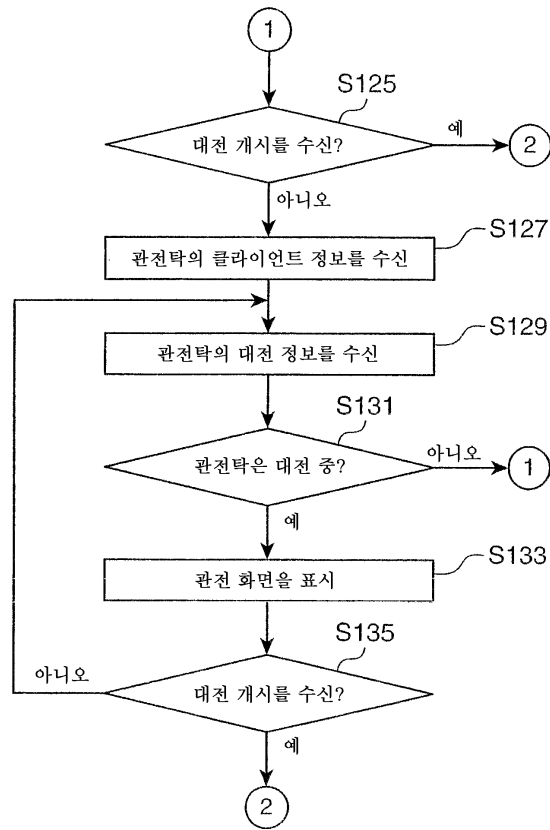 1
S125
대전 개시를 수신?
예
2
아니오
S127
관전탁의 클라이언트 정보를 수신
S129
관전탁의 대전 정보를 수신
S131
관전탁은 대전 중?
아니오
1
예
S133
관전 화면을 표시
S135
아니오
대전 개시를 수신?
예
2